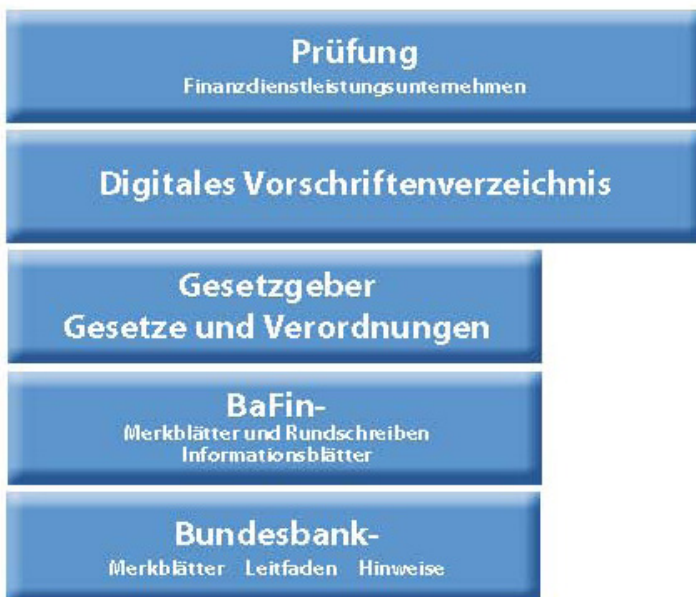 Prüfung
Finanzdienstleistungsunternehmen
Digitales Vorschriftenverzeichnis
Gesetzgeber
Gesetze und Verordnungen
BaFin-
Merkblätter und Rundschreiben
Informationsblätter
Bundesbank-
Merkblätter Leitfaden Hinweise